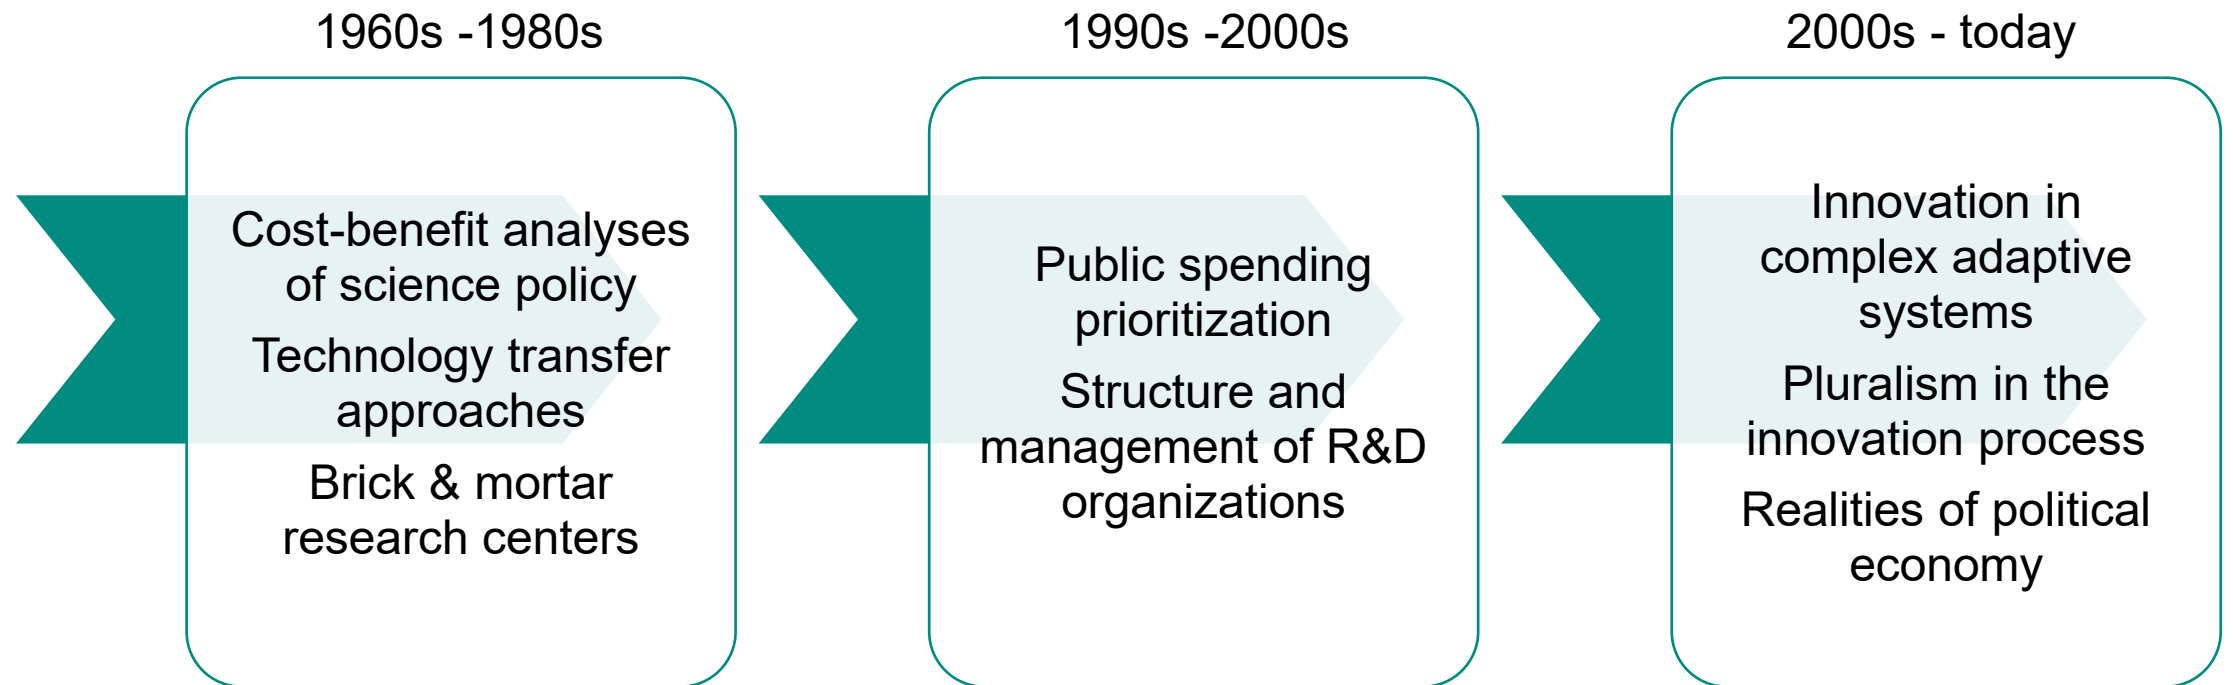 1960s -1980s
Cost-benefit analyses
of science policy
Technology transfer
approaches
Brick & mortar
research centers
1990s -2000s
Public spending
prioritization
Structure and
management of R&D
organizations
2000s - today
Innovation in
complex adaptive
systems
Pluralism in the
innovation process
Realities of political
economy